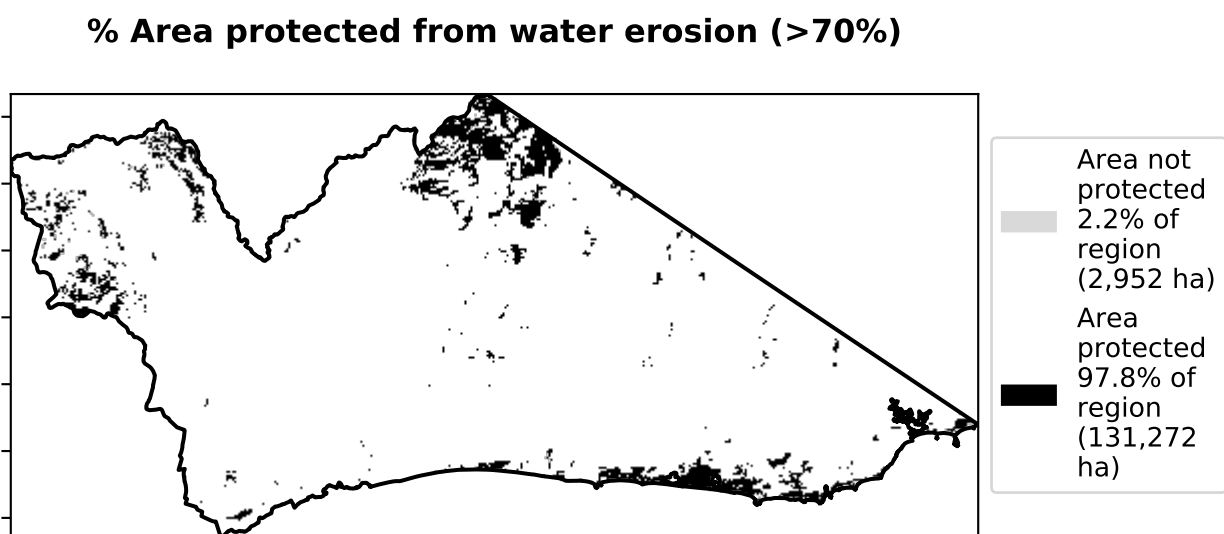 % Area protected from water erosion (>70%)
Area not
protected
2.2% of
region
(2,952 ha)
Area
protected
97.8% of
region
(131,272
ha)